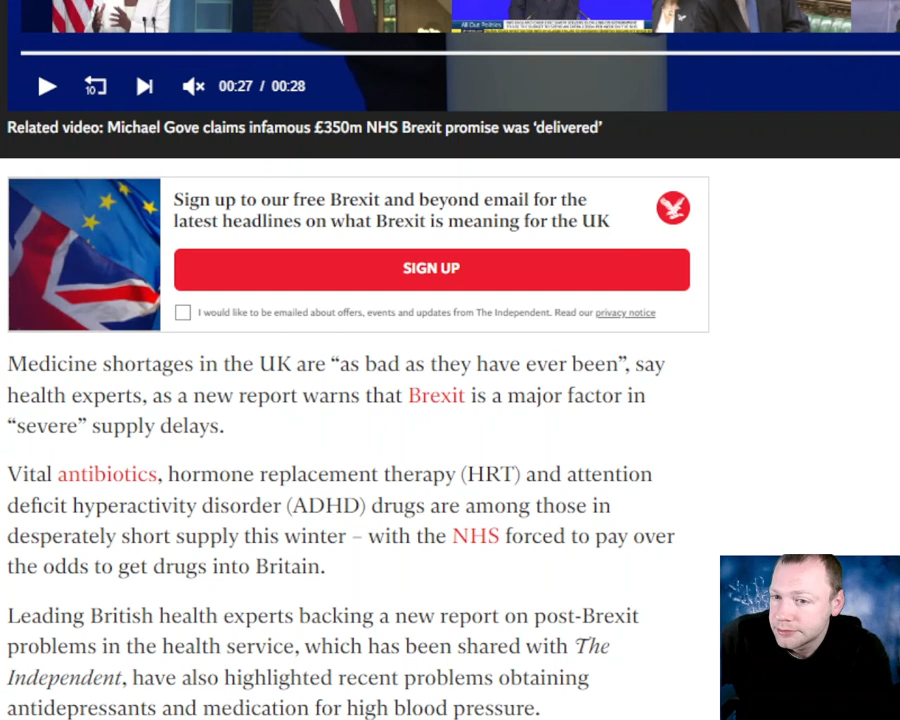 All Out Politics
00:27 / 00:28
10
Related video: Michael Gove claims infamous £350m NHS Brexit promise was ‘delivered’
Sign up to our free Brexit and beyond email for the
latest headlines on what Brexit is meaning for the UK
SIGN UP
I would like to be emailed about offers, events and updates from The Independent. Read our privacy notice
Medicine shortages in the UK are “as bad as they have ever been”, say
health experts, as a new report warns that Brexit is a major factor in
“severe” supply delays.
Vital antibiotics, hormone replacement therapy (HRT) and attention
deficit hyperactivity disorder (ADHD) drugs are among those in
desperately short supply this winter – with the NHS forced to pay over
the odds to get drugs into Britain.
Leading British health experts backing a new report on post-Brexit
problems in the health service, which has been shared with The
Independent, have also highlighted recent problems obtaining
antidepressants and medication for high blood pressure.